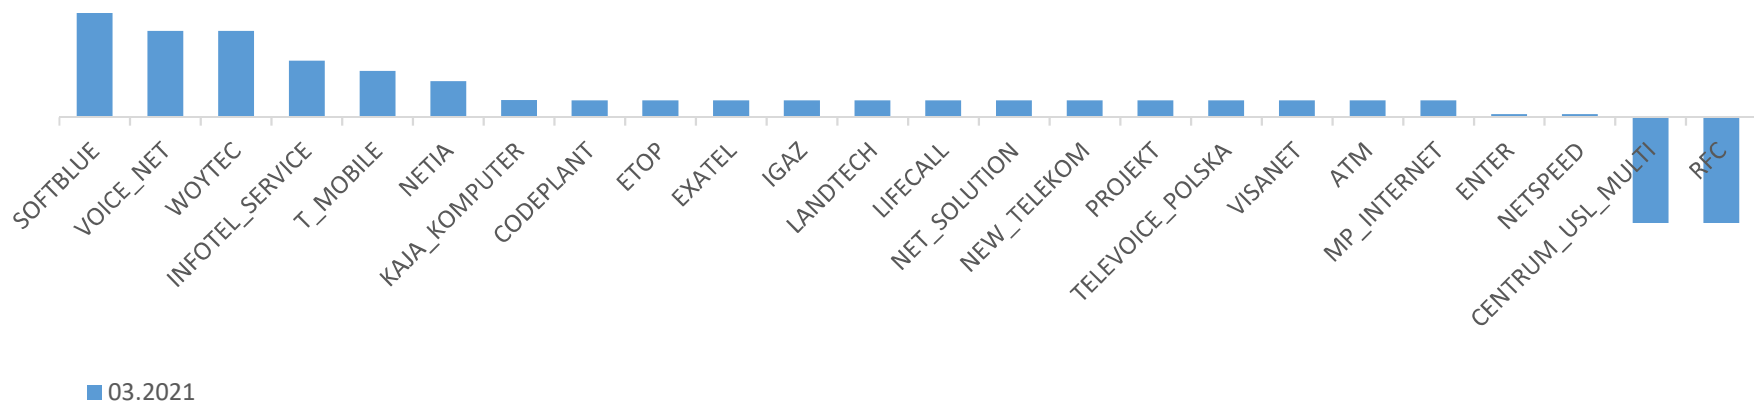 SOFTBLUE
VOICE_NET
WOYTEC
INFOTEL_SERVICE
T_MOBILE
NETIA
KAJA_KOMPUTER
CODEPLANT
ETOP
EXATEL
IGAZ
LANDTECH
LIFECALL
NET_SOLUTION
NEW_TELEKOM
PROJEKT
TELEVOICE_POLSKA
VISANET
ATM
MP_INTERNET
ENTER
NETSPEED
CENTRUM_USL_MULTI
RFC
03.2021